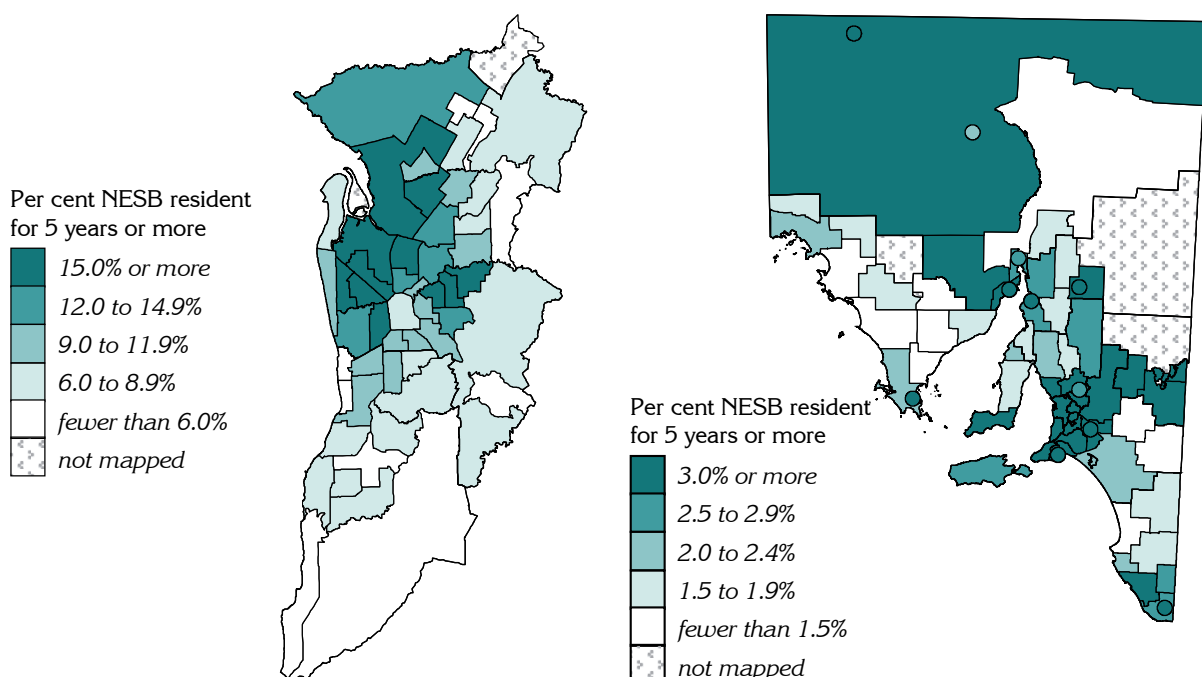 Per cent NESB resident
for 5 years or more
15.0% or more
12.0 to 14.9%
9.0 to 11.9%
6.0 to 8.9%
fewer than 6.0%
not mapped
Per cent NESB resident
for 5 years or more
3.0% or more
2.5 to 2.9%
2.0 to 2.4%
1.5 to 1.9%
fewer than 1.5%
not mapped